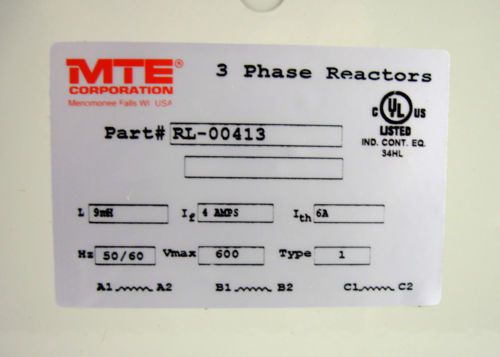 MTE®
CORPORATION
Menomonee Falls WI, USA
3 Phase Reactors
C UL US
LISTED
IND. CONT. EQ.
34HL
Part# RL-00413
L 9mH If 4 AMPS Ith 6A
Hz 50/60 Vmax 600 Type 1
A1 A2 B1 B2 C1 C2